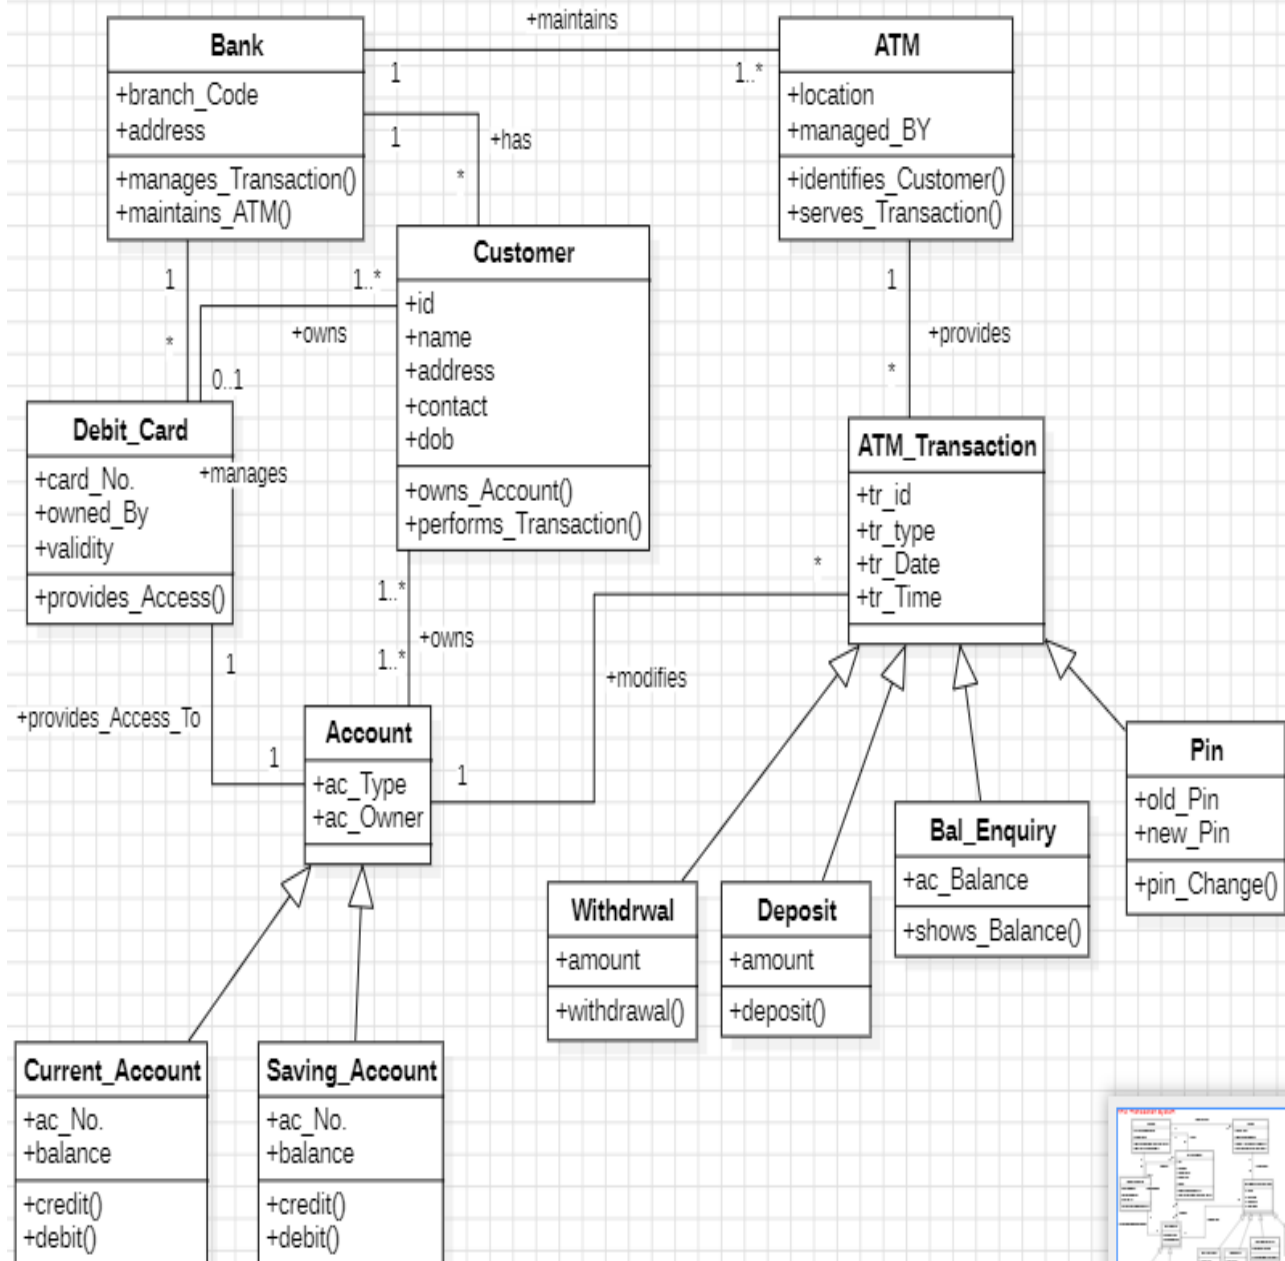 +maintains
Bank
+branch_Code
+address
+manages_Transaction()
+maintains_ATM()
1
1..*
ATM
+location
+managed_BY
+identifies_Customer()
+serves_Transaction()
1
+has
*
Customer
+id
+name
+address
+contact
+dob
+owns_Account()
+performs_Transaction()
1
*
1..*
+owns
0..1
1
+provides
*
Debit_Card
+card_No.
+owned_By
+validity
+provides_Access()
+manages
ATM_Transaction
+tr_id
+tr_type
+tr_Date
+tr_Time
*
1..*
+owns
1..*
1
+provides_Access_To
1
+modifies
Account
+ac_Type
+ac_Owner
1
Pin
+old_Pin
+new_Pin
+pin_Change()
Bal_Enquiry
+ac_Balance
+shows_Balance()
Withdrwal
+amount
+withdrawal()
Deposit
+amount
+deposit()
Current_Account
+ac_No.
+balance
+credit()
+debit()
Saving_Account
+ac_No.
+balance
+credit()
+debit()